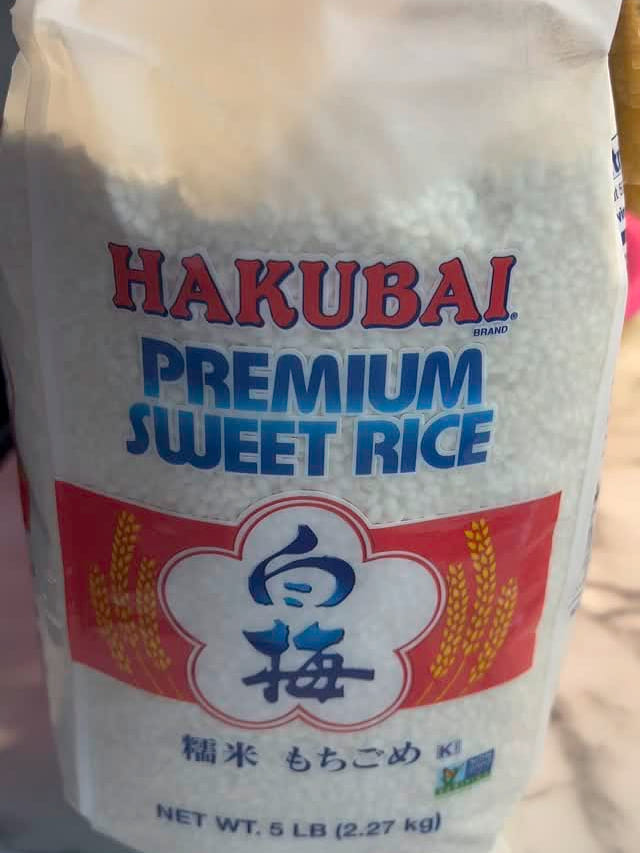 HAKUBAI®
BRAND
PREMIUM
SWEET RICE
白
梅
糯米 もちごめ
NET WT. 5 LB (2.27 kg)